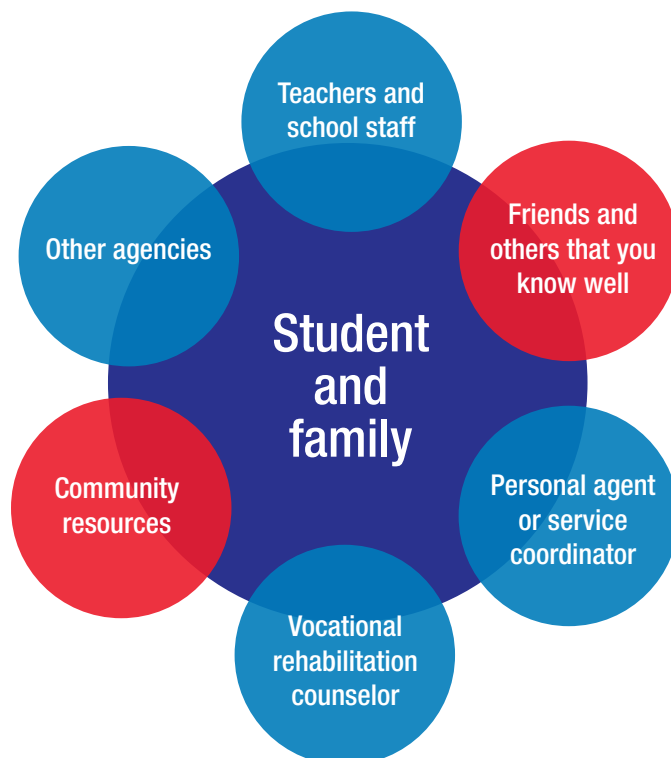 Teachers and
school staff
Friends and
others that you
know well
Other agencies
Student
and
family
Personal agent
or service
coordinator
Community
resources
Vocational
rehabilitation
counselor